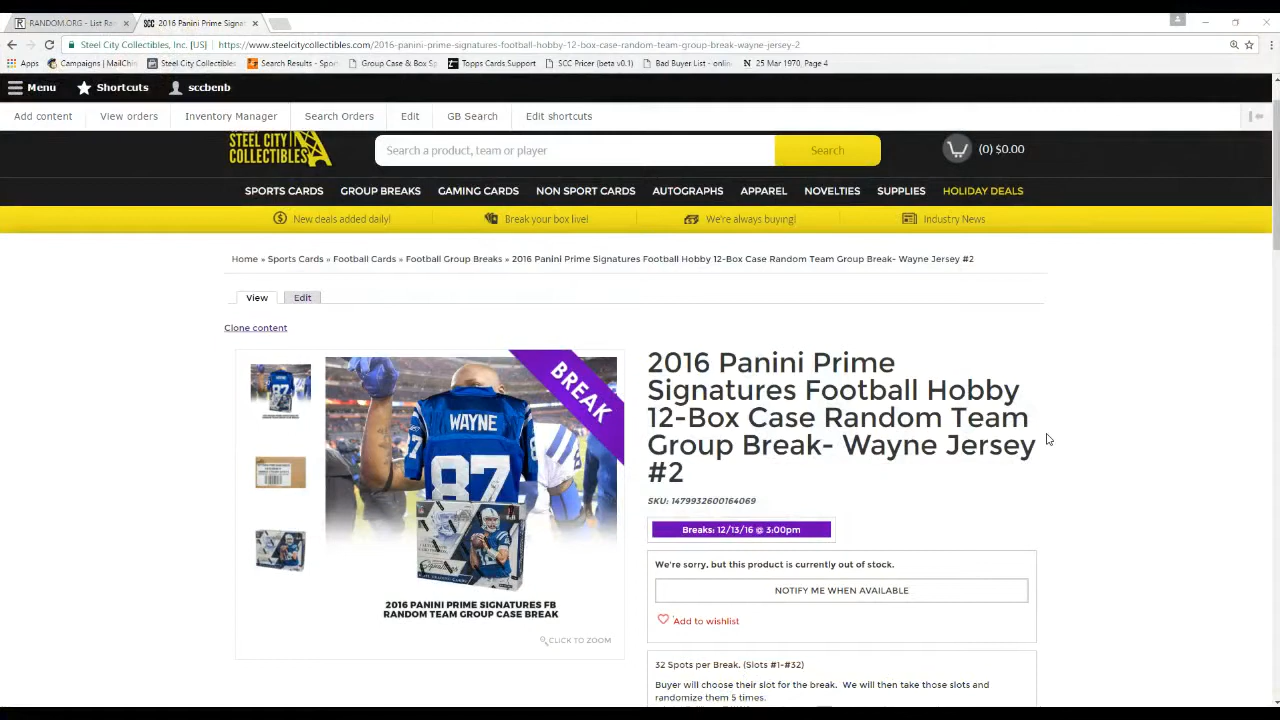 RANDOM.ORG - List Ra
SCC 2016 Panini Prime Signat
Steel City Collectibles, Inc. [US] https://www.steelcitycollectibles.com/2016-panini-prime-signatures-football-hobby-12-box-case-random-team-group-break-wayne-jersey-2
Apps Campaigns | MailChi Steel City Collectibles Search Results - Spor Group Case & Box Sp Topps Cards Support SCC Pricer (beta v0.1) Bad Buyer List - onlin 25 Mar 1970, Page 4
Menu Shortcuts sccbenb
Add content View orders Inventory Manager Search Orders Edit GB Search Edit shortcuts
STEEL CITY
COLLECTIBLES
Search a product, team or player Search (0) $0.00
SPORTS CARDS GROUP BREAKS GAMING CARDS NON SPORT CARDS AUTOGRAPHS APPAREL NOVELTIES SUPPLIES HOLIDAY DEALS
New deals added daily! Break your box live! We're always buying! Industry News
Home » Sports Cards » Football Cards » Football Group Breaks » 2016 Panini Prime Signatures Football Hobby 12-Box Case Random Team Group Break- Wayne Jersey #2
View Edit
Clone content
BREAK
WAYNE
87
2016 PANINI PRIME SIGNATURES FB
RANDOM TEAM GROUP CASE BREAK
CLICK TO ZOOM
2016 Panini Prime
Signatures Football Hobby
12-Box Case Random Team
Group Break- Wayne Jersey
#2
SKU: 1479932600164069
Breaks: 12/13/16 @ 3:00pm
We're sorry, but this product is currently out of stock.
NOTIFY ME WHEN AVAILABLE
Add to wishlist
32 Spots per Break. (Slots #1-#32)
Buyer will choose their slot for the break. We will then take those slots and
randomize them 5 times.